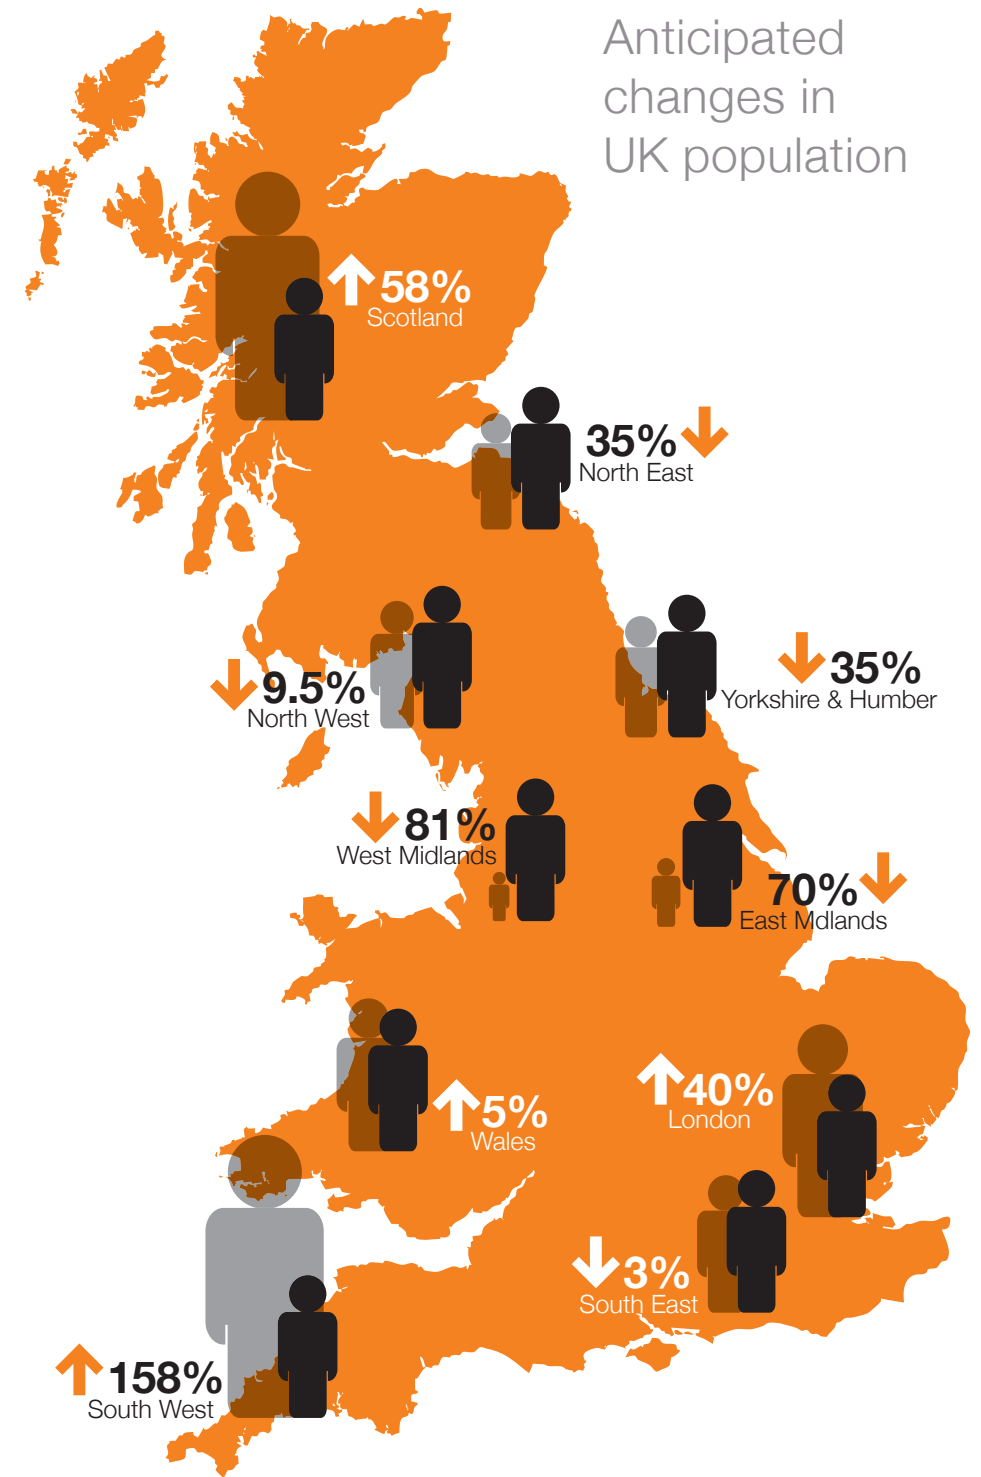 Anticipated
changes in
UK population
58%
Scotland
35%
North East
9.5%
North West
35%
Yorkshire & Humber
81%
West Midlands
70%
East Mdlands
5%
Wales
40%
London
3%
South East
158%
South West